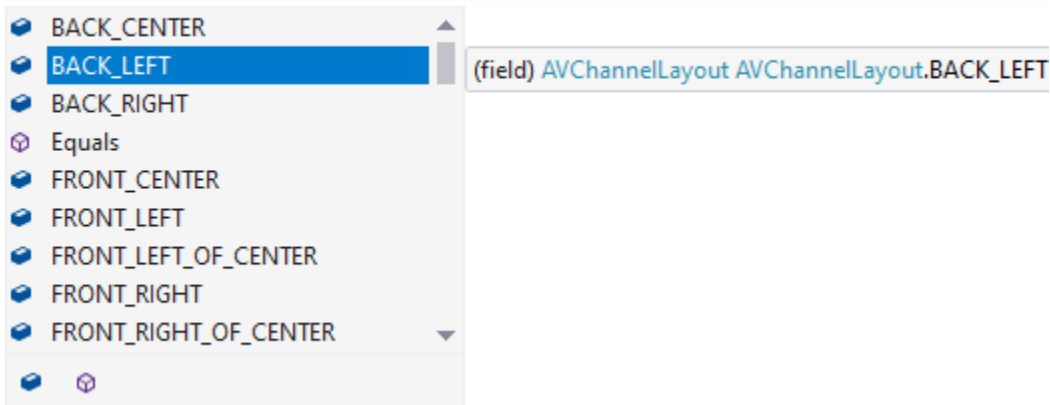 BACK_CENTER
BACK_LEFT
(field) AVChannelLayout AVChannelLayout.BACK_LEFT
BACK_RIGHT
Equals
FRONT_CENTER
FRONT_LEFT
FRONT_LEFT_OF_CENTER
FRONT_RIGHT
FRONT_RIGHT_OF_CENTER